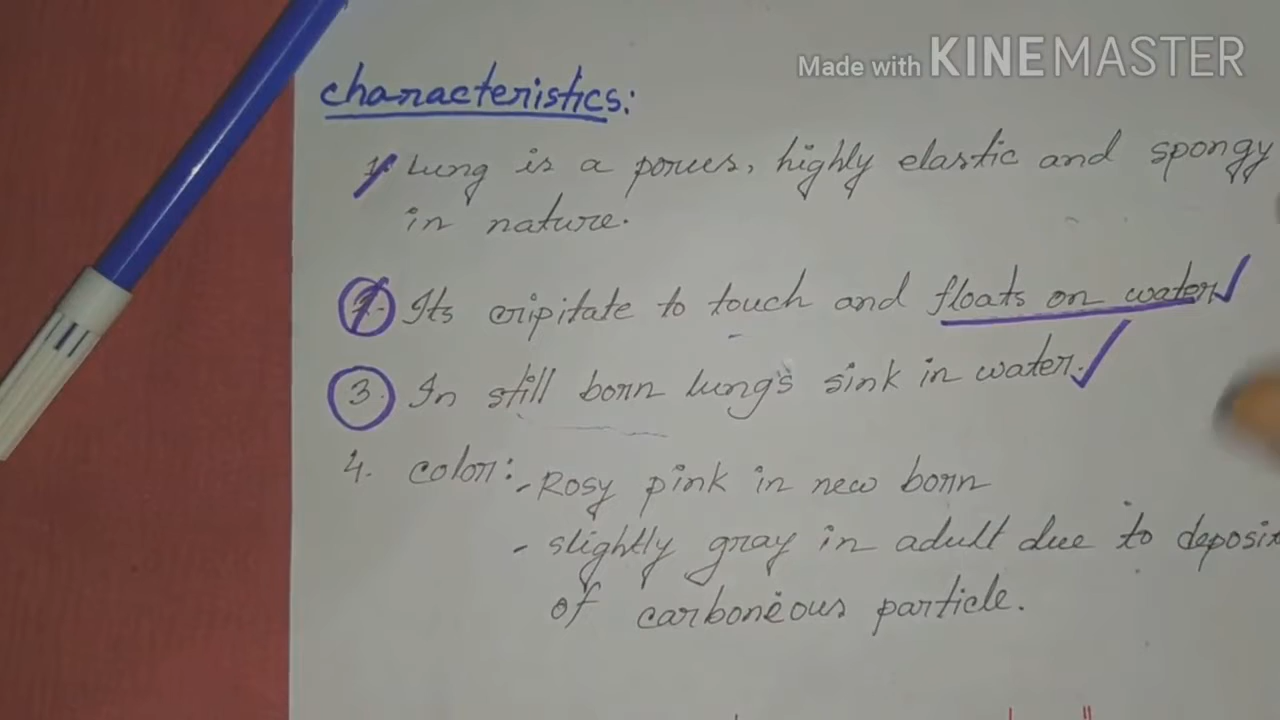 Made with KINEMASTER
characteristics:
1. Lung is a porus, highly elastic and spongy
in nature.
2. Its cripitate to touch and floats on water.
3. In still born lung's sink in water.
4. color: - Rosy pink in new born
- slightly gray in adult due to deposit
of carboneous particle.